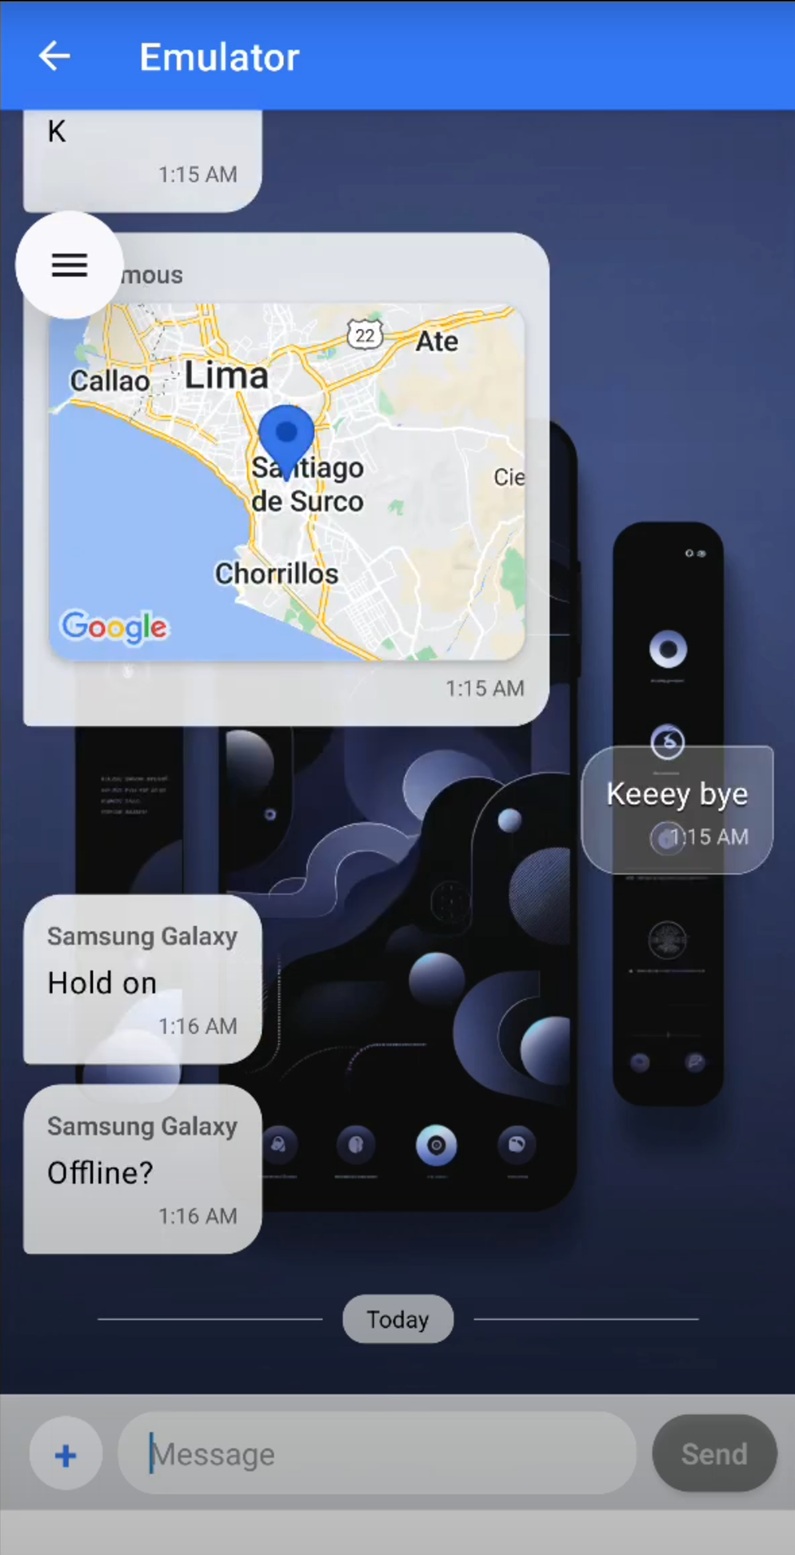 Emulator
K
1:15 AM
mous
22
Ate
Callao
Lima
Santiago
de Surco
Cie
Chorrillos
Google
1:15 AM
Keeey bye
1:15 AM
Samsung Galaxy
Hold on
1:16 AM
Samsung Galaxy
Offline?
1:16 AM
Today
+
Message
Send